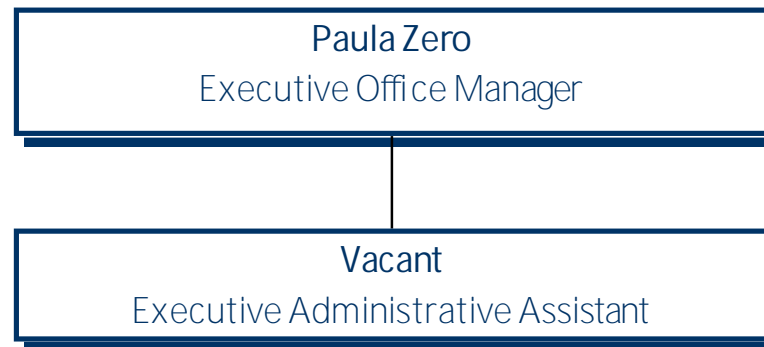 Paula Zero
Executive Office Manager
Vacant
Executive Administrative Assistant